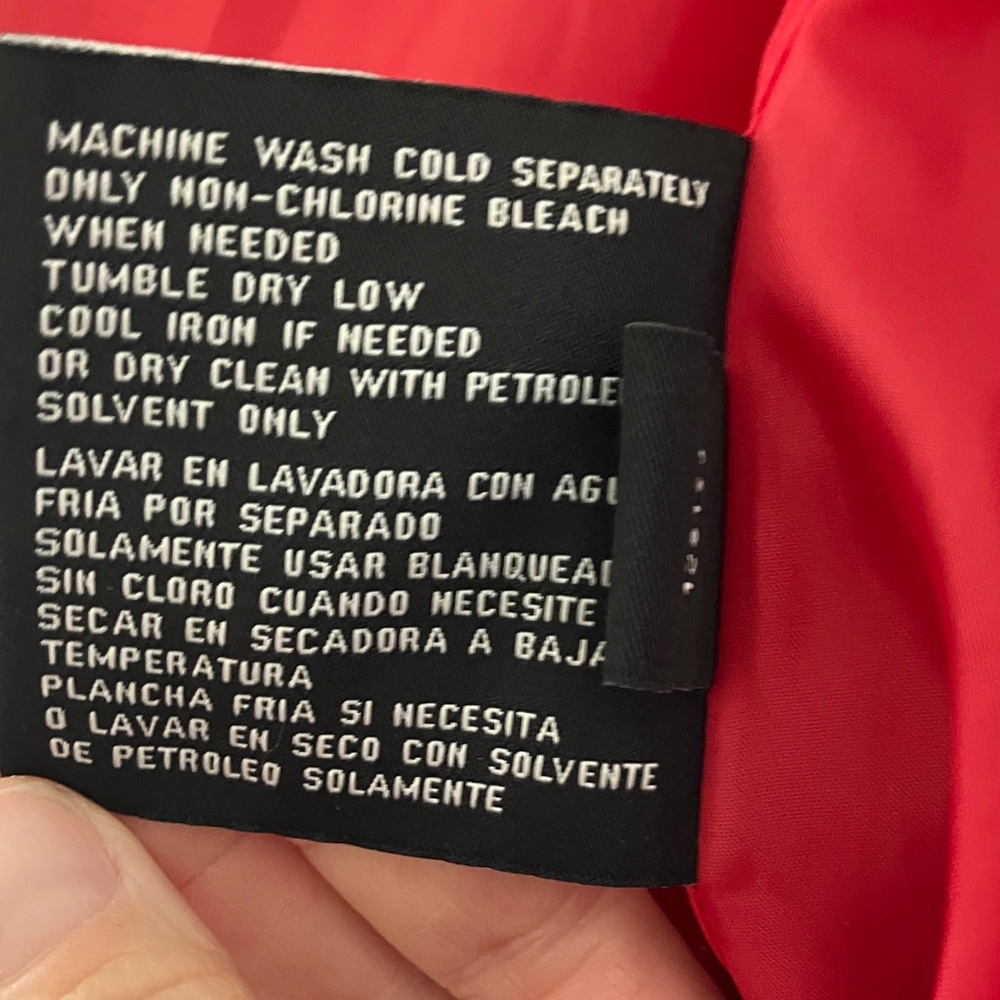 MACHINE WASH COLD SEPARATELY
ONLY NON-CHLORINE BLEACH
WHEN NEEDED
TUMBLE DRY LOW
COOL IRON IF NEEDED
OR DRY CLEAN WITH PETROLE
SOLVENT ONLY
LAVAR EN LAVADORA CON AGU
FRIA POR SEPARADO
SOLAMENTE USAR BLANQUEAD
SIN CLORO CUANDO NECESITE
SECAR EN SECADORA A BAJA
TEMPERATURA
PLANCHA FRIA SI NECESITA
O LAVAR EN SECO CON SOLVENTE
DE PETROLEO SOLAMENTE